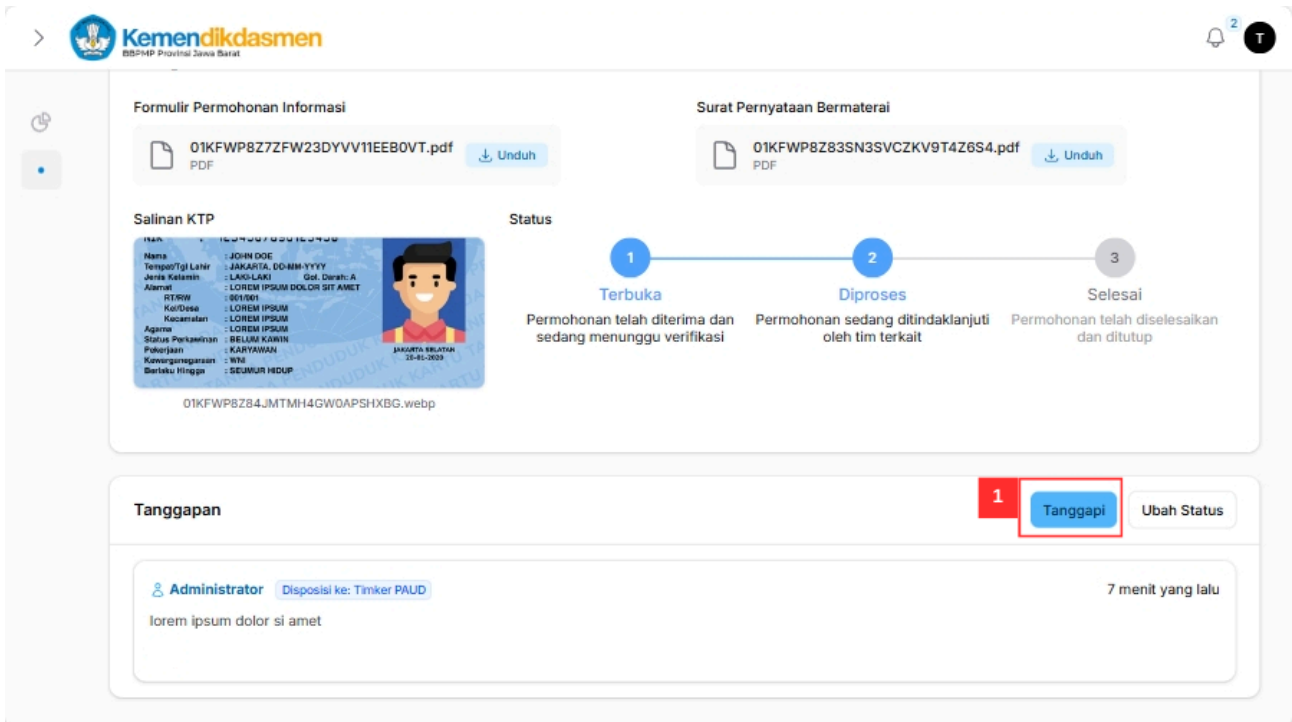 Kemendikdasmen
BBPMP Provinsi Jawa Barat
2
T
Formulir Permohonan Informasi
Surat Pernyataan Bermaterai
01KFWP8Z7ZFW23DYVV11EEB0VT.pdf
PDF
Unduh
01KFWP8Z83SN3SVCZKV9T4Z6S4.pdf
PDF
Unduh
Salinan KTP
Status
Nama : JOHN DOE
Tempat/Tgl Lahir : JAKARTA, DD-MM-YYYY
Jenis Kelamin : LAKI-LAKI Gol. Darah: A
Alamat : LOREM IPSUM DOLOR SIT AMET
RT/RW : 001/001
Kel/Desa : LOREM IPSUM
Kecamatan : LOREM IPSUM
Agama : LOREM IPSUM
Status Perkawinan : BELUM KAWIN
Pekerjaan : KARYAWAN
Kewarganegaraan : WNI
Berlaku Hingga : SEUMUR HIDUP
JAKARTA SELATAN
01KFWP8Z84JMTMH4GW0APSHXBG.webp
1
2
3
Terbuka
Diproses
Selesai
Permohonan telah diterima dan
sedang menunggu verifikasi
Permohonan sedang ditindaklanjuti
oleh tim terkait
Permohonan telah diselesaikan
dan ditutup
Tanggapan
1
Tanggapi
Ubah Status
Administrator
Disposisi ke: Timker PAUD
7 menit yang lalu
lorem ipsum dolor si amet